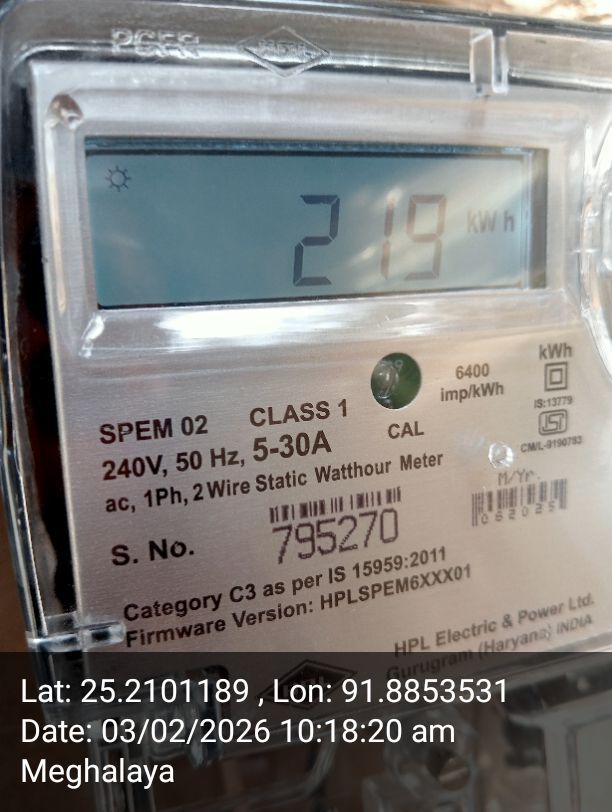 219 kWh
kWh
6400
imp/kWh
IS:13779
SPEM 02 CLASS 1
CAL
CM/L-9190783
240V, 50 Hz, 5-30A
ac, 1Ph, 2 Wire Static Watthour Meter
M/Yr.
062025
S. No. 795270
Category C3 as per IS 15959:2011
Firmware Version: HPLSPEM6XXX01
HPL Electric & Power Ltd.
Gurugram (Haryana) INDIA
Lat: 25.2101189 , Lon: 91.8853531
Date: 03/02/2026 10:18:20 am
Meghalaya